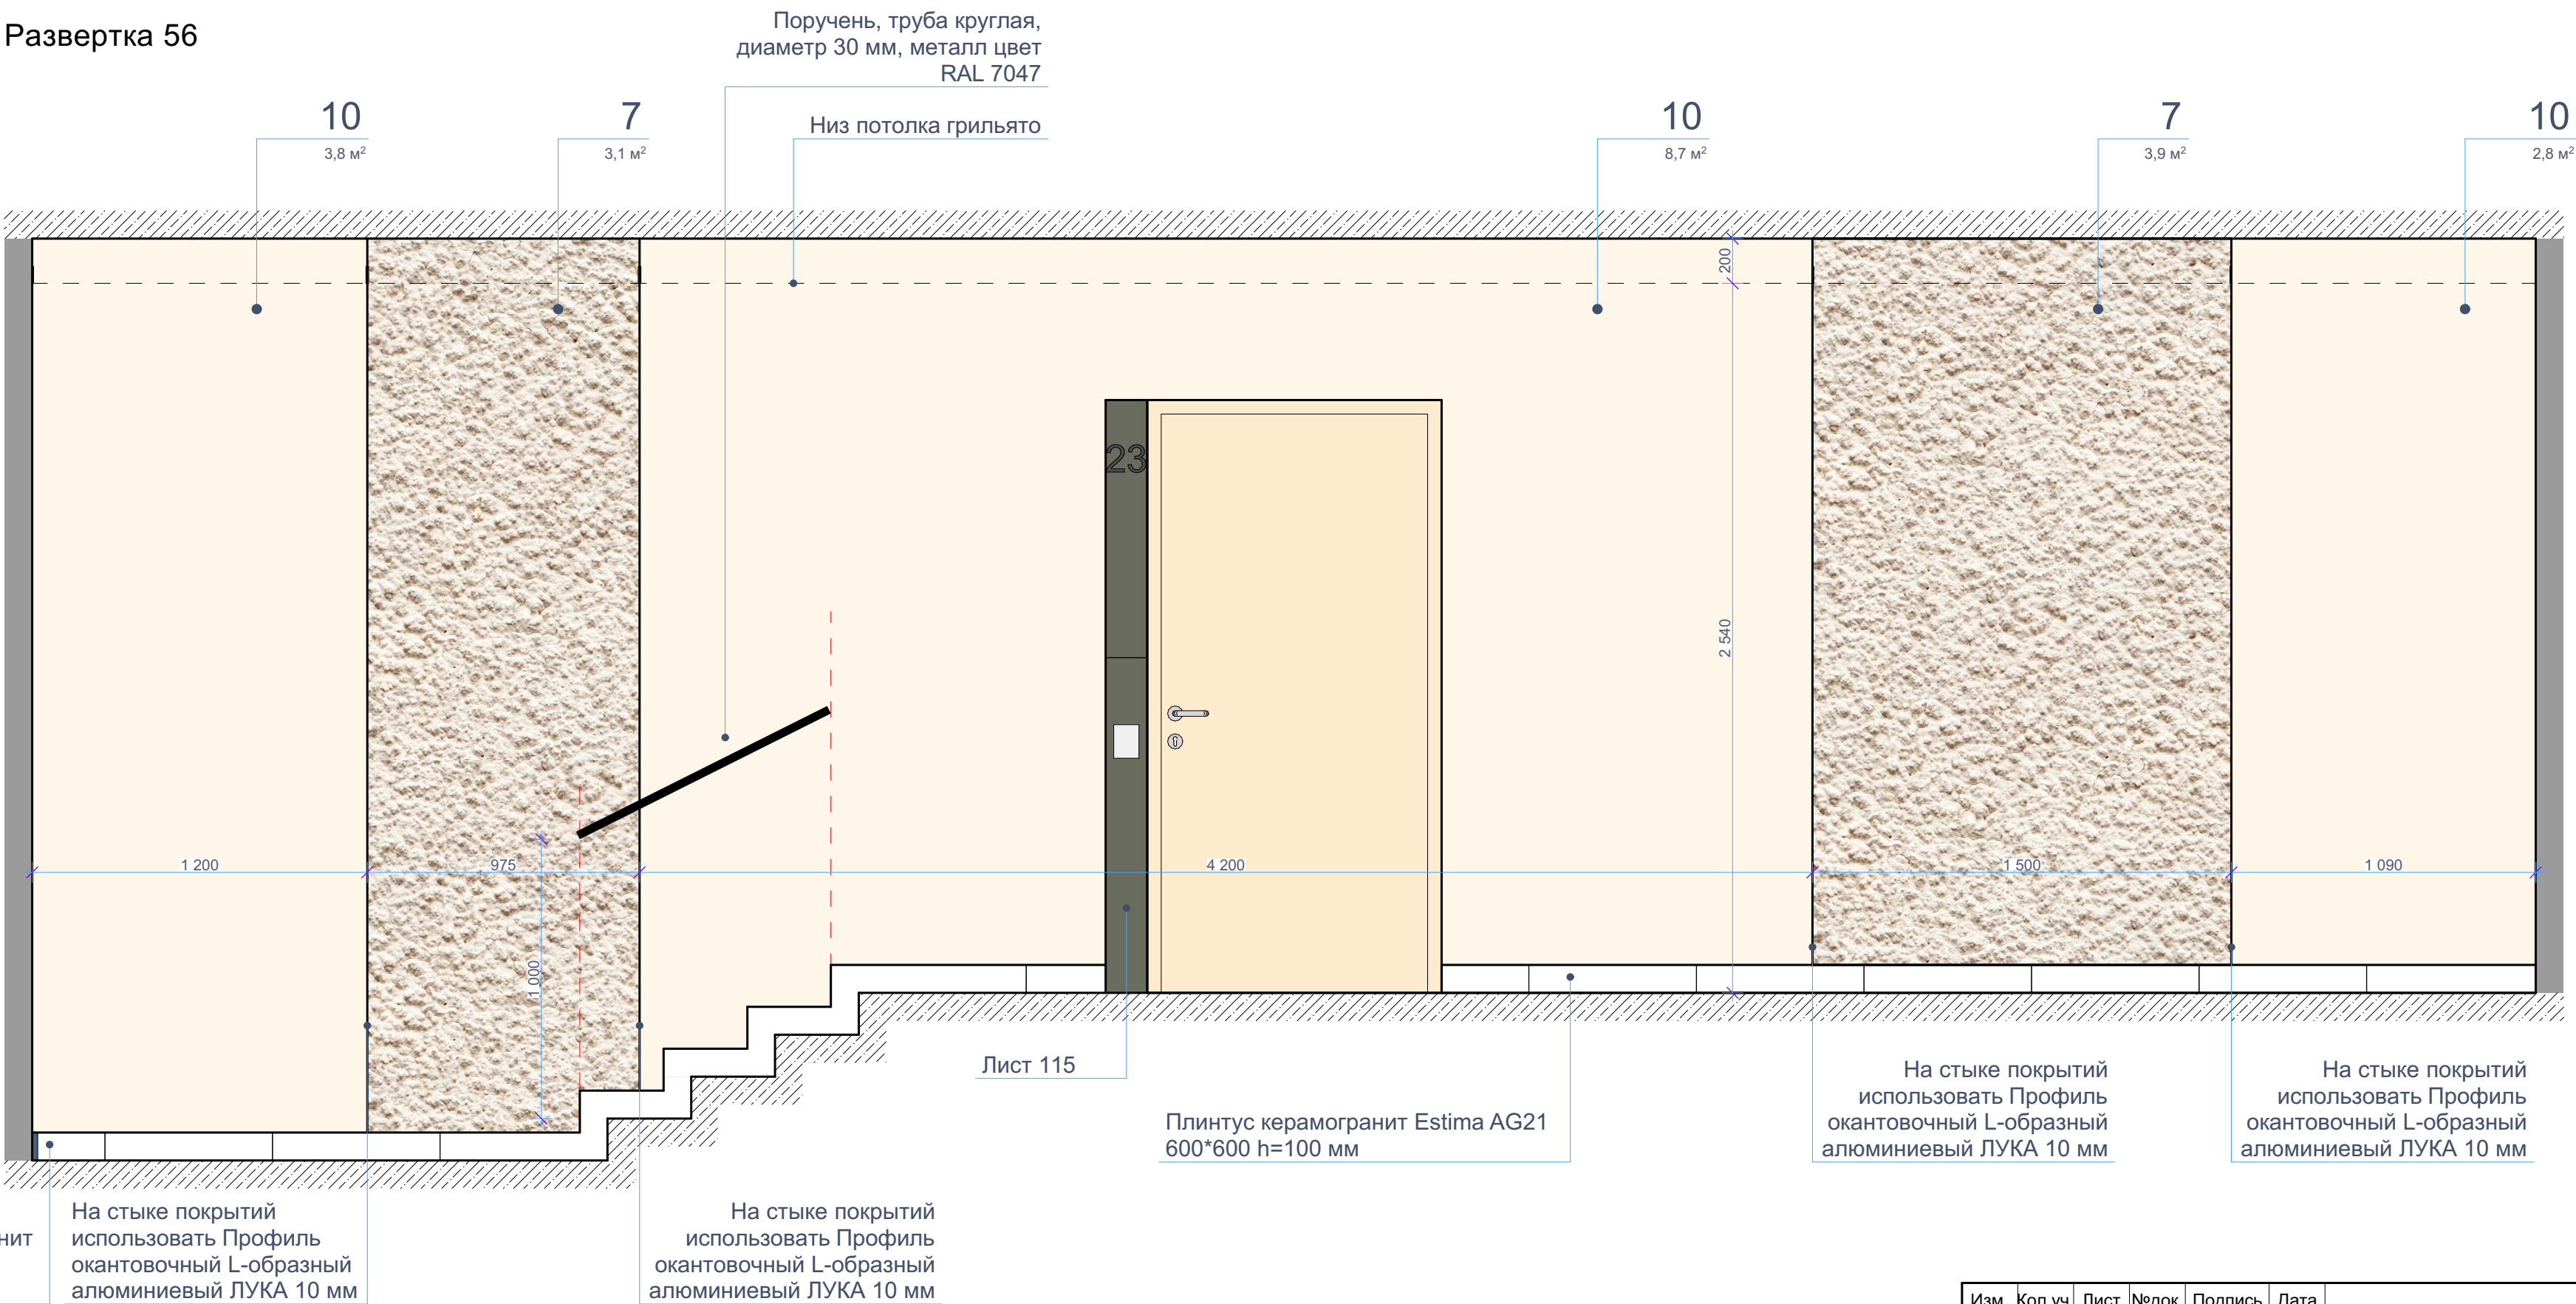 Развертка 56
Поручень, труба круглая,
диаметр 30 мм, металл цвет
RAL 7047
Низ потолка грильято
10
3,8 м²
7
3,1 м²
10
8,7 м²
7
3,9 м²
10
2,8 м²
200
2 540
23
1 200
975
4 200
1 500
1 090
1 000
Лист 115
Плинтус керамогранит Estima AG21
600*600 h=100 мм
На стыке покрытий
использовать Профиль
окантовочный L-образный
алюминиевый ЛУКА 10 мм
На стыке покрытий
использовать Профиль
окантовочный L-образный
алюминиевый ЛУКА 10 мм
нит
На стыке покрытий
использовать Профиль
окантовочный L-образный
алюминиевый ЛУКА 10 мм
На стыке покрытий
использовать Профиль
окантовочный L-образный
алюминиевый ЛУКА 10 мм
Изм. Кол.уч Лист №док Подпись Дата